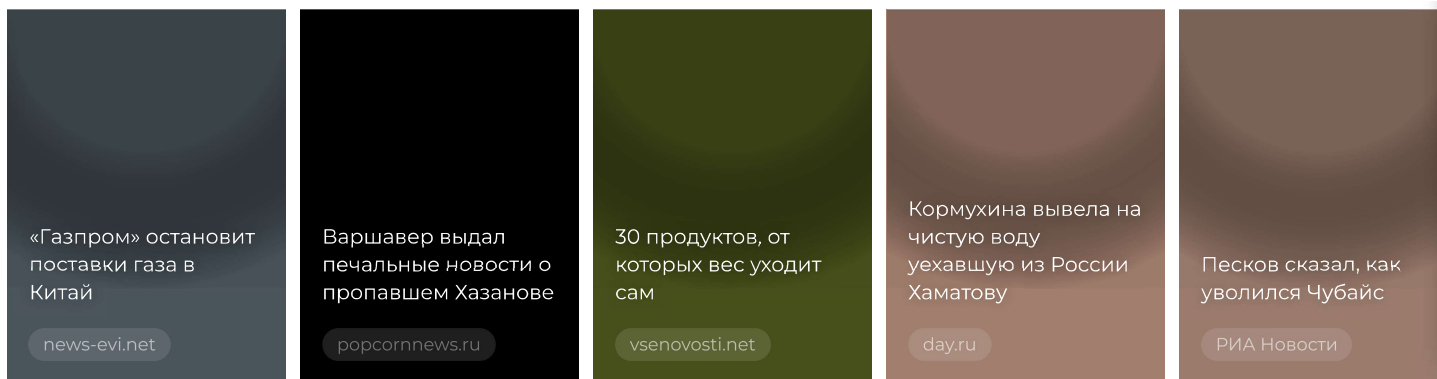 «Газпром» остановит
поставки газа в
Китай
news-evi.net
Варшавер выдал
печальные новости о
пропавшем Хазанове
popcornnews.ru
30 продуктов, от
которых вес уходит
сам
vsenovosti.net
Кормухина вывела на
чистую воду
уехавшую из России
Хаматову
day.ru
Песков сказал, как
уволился Чубайс
РИА Новости